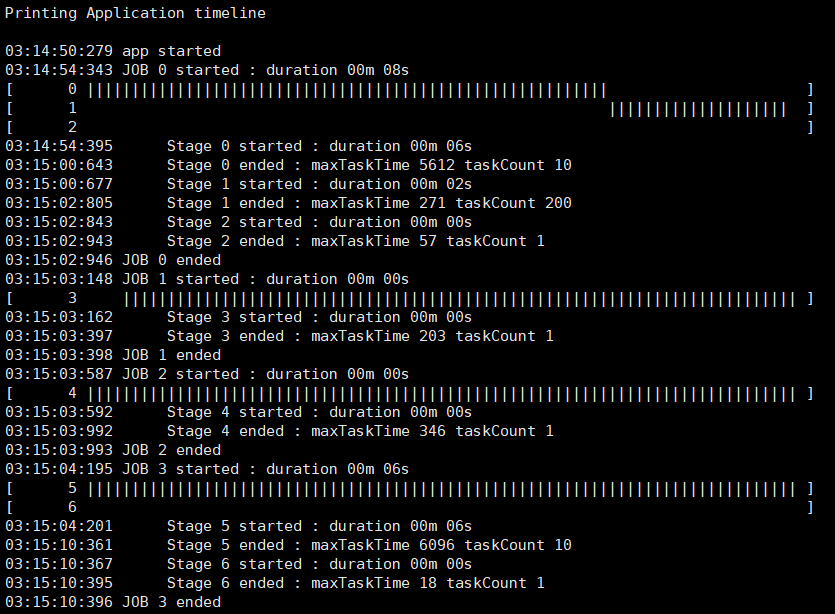 Printing Application timeline
03:14:50:279 app started
03:14:54:343 JOB 0 started : duration 00m 08s
[      0 ||||||||||||||||||||||||||||||||||||||||||||||||||||||||||                      ]
[      1                                                           ||||||||||||||||||||  ]
[      2                                                                                 ]
03:14:54:395      Stage 0 started : duration 00m 06s
03:15:00:643      Stage 0 ended : maxTaskTime 5612 taskCount 10
03:15:00:677      Stage 1 started : duration 00m 02s
03:15:02:805      Stage 1 ended : maxTaskTime 271 taskCount 200
03:15:02:843      Stage 2 started : duration 00m 00s
03:15:02:943      Stage 2 ended : maxTaskTime 57 taskCount 1
03:15:02:946 JOB 0 ended
03:15:03:148 JOB 1 started : duration 00m 00s
[      3     ||||||||||||||||||||||||||||||||||||||||||||||||||||||||||||||||||||||||||| ]
03:15:03:162      Stage 3 started : duration 00m 00s
03:15:03:397      Stage 3 ended : maxTaskTime 203 taskCount 1
03:15:03:398 JOB 1 ended
03:15:03:587 JOB 2 started : duration 00m 00s
[      4 ||||||||||||||||||||||||||||||||||||||||||||||||||||||||||||||||||||||||||||||| ]
03:15:03:592      Stage 4 started : duration 00m 00s
03:15:03:992      Stage 4 ended : maxTaskTime 346 taskCount 1
03:15:03:993 JOB 2 ended
03:15:04:195 JOB 3 started : duration 00m 06s
[      5 ||||||||||||||||||||||||||||||||||||||||||||||||||||||||||||||||||||||||||||||| ]
[      6                                                                                 ]
03:15:04:201      Stage 5 started : duration 00m 06s
03:15:10:361      Stage 5 ended : maxTaskTime 6096 taskCount 10
03:15:10:367      Stage 6 started : duration 00m 00s
03:15:10:395      Stage 6 ended : maxTaskTime 18 taskCount 1
03:15:10:396 JOB 3 ended